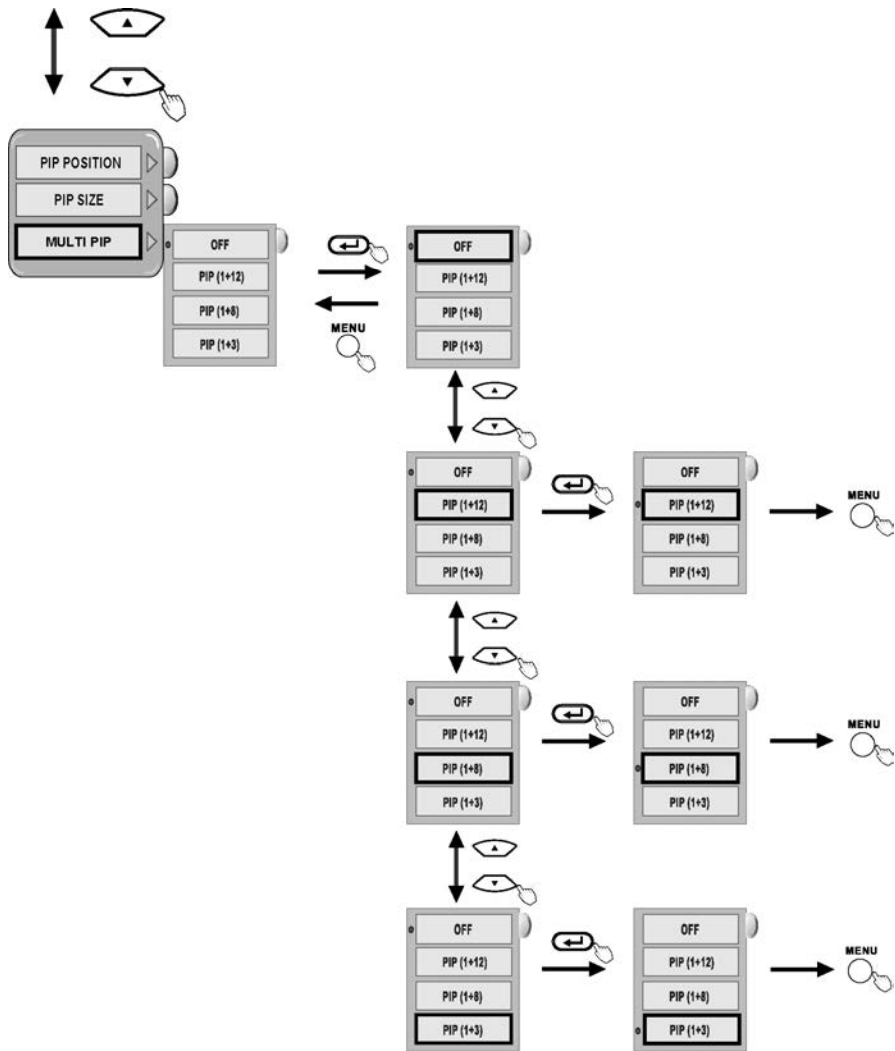 PIP POSITION
PIP SIZE
MULTI PIP
OFF
PIP (1+12)
PIP (1+8)
PIP (1+3)
MENU
OFF
PIP (1+12)
PIP (1+8)
PIP (1+3)
OFF
PIP (1+12)
PIP (1+8)
PIP (1+3)
OFF
PIP (1+12)
PIP (1+8)
PIP (1+3)
MENU
OFF
PIP (1+12)
PIP (1+8)
PIP (1+3)
OFF
PIP (1+12)
PIP (1+8)
PIP (1+3)
MENU
OFF
PIP (1+12)
PIP (1+8)
PIP (1+3)
OFF
PIP (1+12)
PIP (1+8)
PIP (1+3)
MENU